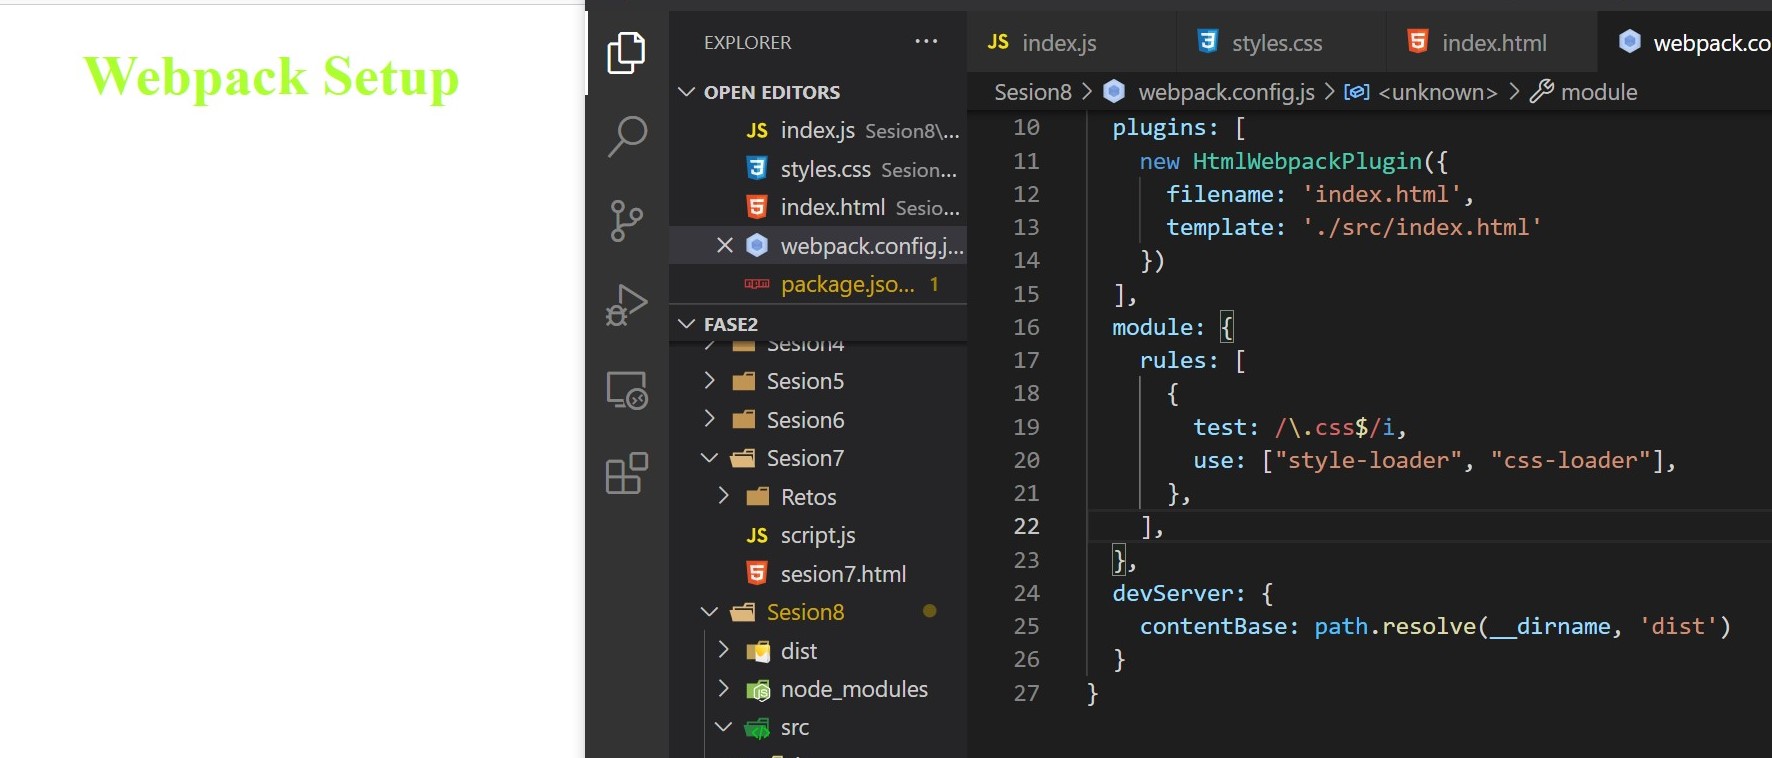 Webpack Setup
EXPLORER
OPEN EDITORS
JS index.js Sesion8\...
styles.css Sesion...
index.html Sesio...
webpack.config.j...
package.jso... 1
FASE2
Sesion4
Sesion5
Sesion6
Sesion7
Retos
JS script.js
sesion7.html
Sesion8
dist
node_modules
src
JS index.js
styles.css
index.html
webpack.co
Sesion8 > webpack.config.js > <unknown> > module
10 plugins: [
11 new HtmlWebpackPlugin({
12 filename: 'index.html',
13 template: './src/index.html'
14 })
15 ],
16 module: {
17 rules: [
18 {
19 test: /\.css$/i,
20 use: ["style-loader", "css-loader"],
21 },
22 ],
23 },
24 devServer: {
25 contentBase: path.resolve(__dirname, 'dist')
26 }
27 }